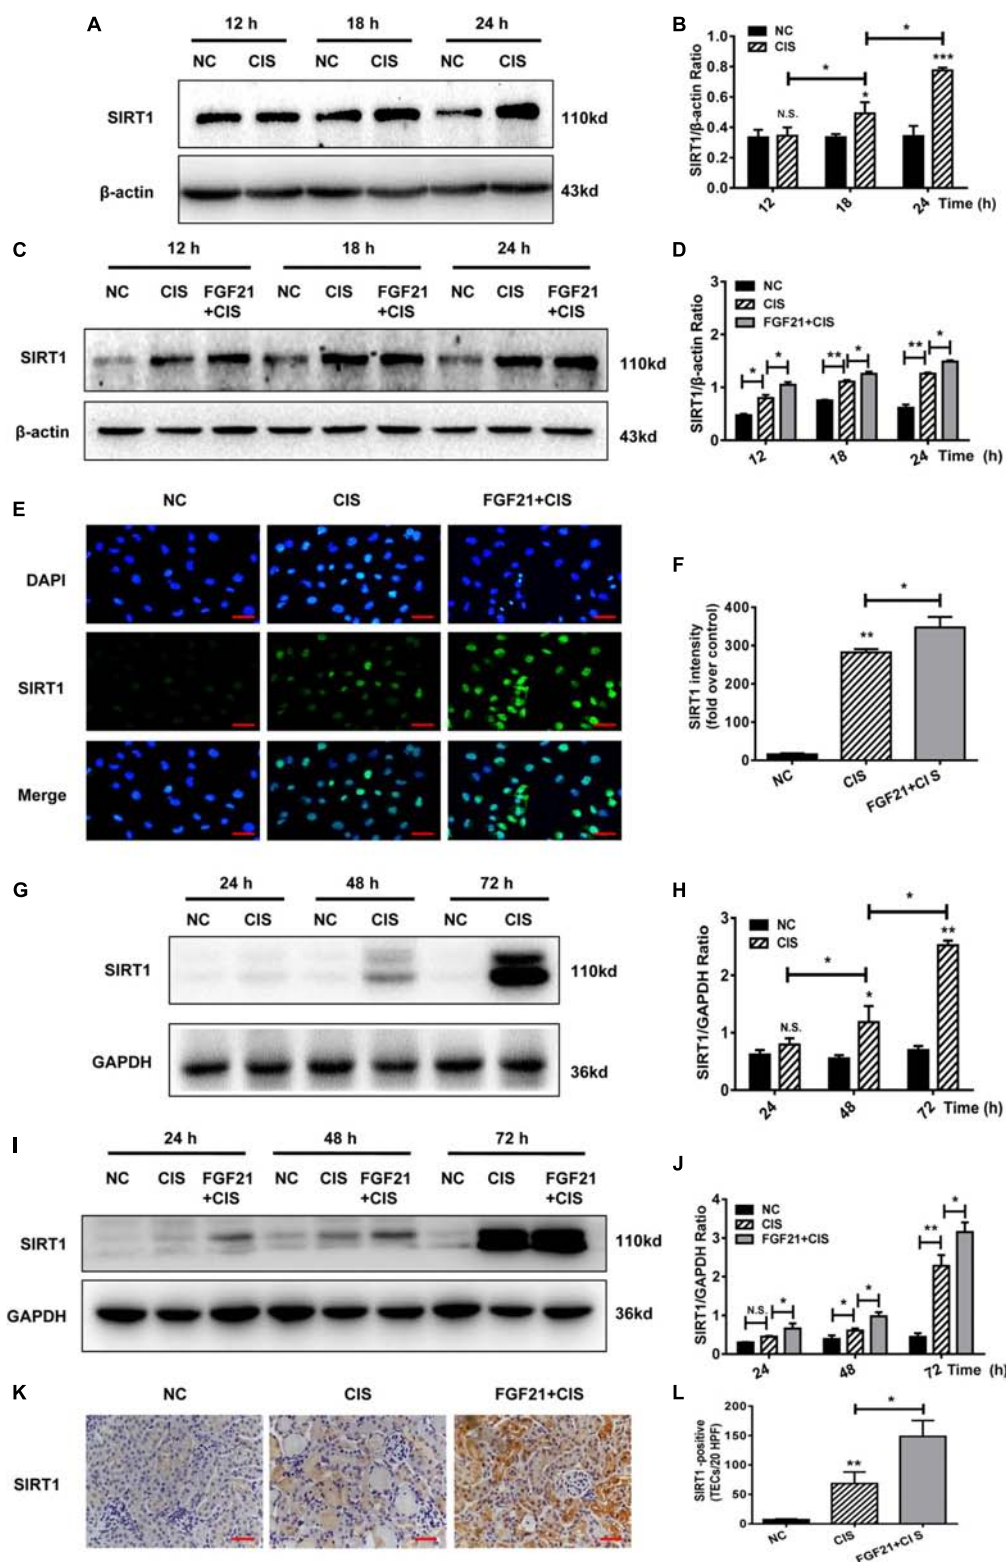 A
12 h 18 h 24 h
NC CIS NC CIS NC CIS
SIRT1 110kd
β-actin 43kd
B
NC
CIS
SIRT1/β-actin Ratio
1.0
0.8
0.6
0.4
0.2
0.0
N.S. * *** * *
12 18 24 Time (h)
C
12 h 18 h 24 h
NC CIS FGF21 NC CIS FGF21 NC CIS FGF21
+CIS +CIS +CIS
SIRT1 110kd
β-actin 43kd
D
NC
CIS
FGF21+CIS
SIRT1/β-actin Ratio
3
2
1
0
* * ** * ** *
12 18 24 Time (h)
E
NC CIS FGF21+CIS
DAPI
SIRT1
Merge
F
SIRT1 intensity
(fold over control)
400
300
200
100
0
** *
NC CIS FGF21+CI S
G
24 h 48 h 72 h
NC CIS NC CIS NC CIS
SIRT1 110kd
GAPDH 36kd
H
NC
CIS
SIRT1/GAPDH Ratio
3
2
1
0
N.S. * ** * *
24 48 72 Time (h)
I
24 h 48 h 72 h
NC CIS FGF21 NC CIS FGF21 NC CIS FGF21
+CIS +CIS +CIS
SIRT1 110kd
GAPDH 36kd
J
NC
CIS
FGF21+CIS
SIRT1/GAPDH Ratio
4
3
2
1
0
N.S. * * * ** *
24 48 72 Time (h)
K
NC CIS FGF21+CIS
SIRT1
L
SIRT1 -positive
(TECs/20 HPF)
200
150
100
50
0
** *
NC CIS FGF21+CI S